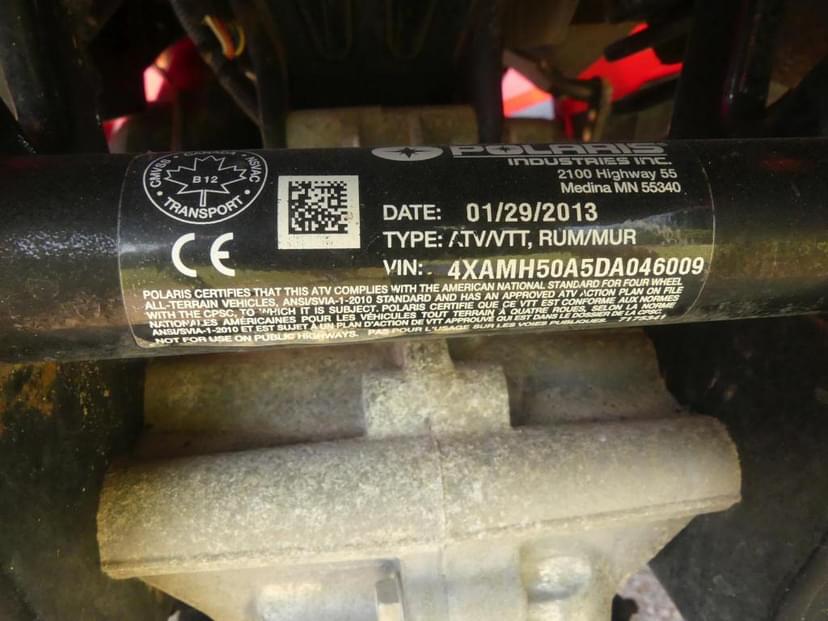 CANADA
CMVSS
NSVAC
B12
TRANSPORT
CE
POLARIS
INDUSTRIES INC.
2100 Highway 55
Medina MN 55340
DATE: 01/29/2013
TYPE: ATV/VTT, RUM/MUR
VIN: 4XAMH50A5DA046009
POLARIS CERTIFIES THAT THIS ATV COMPLIES WITH THE AMERICAN NATIONAL STANDARD FOR FOUR WHEEL
ALL-TERRAIN VEHICLES, ANSI/SVIA-1-2010 STANDARD AND HAS AN APPROVED ATV ACTION PLAN ON FILE
WITH THE CPSC, TO WHICH IT IS SUBJECT. POLARIS CERTIFIE QUE CE VTT EST CONFORME AUX NORMES
NATIONALES AMÉRICAINES POUR LES VÉHICULES TOUT TERRAIN À QUATRE ROUES, SELON LA NORME
ANSI/SVIA-1-2010 ET EST SUJET À UN PLAN D'ACTION DE VTT APPROUVÉ QUI EST DANS LE DOSSIER DE LA CPSC.
NOT FOR USE ON PUBLIC HIGHWAYS. PAS POUR L'USAGE SUR LES VOIES PUBLIQUES.